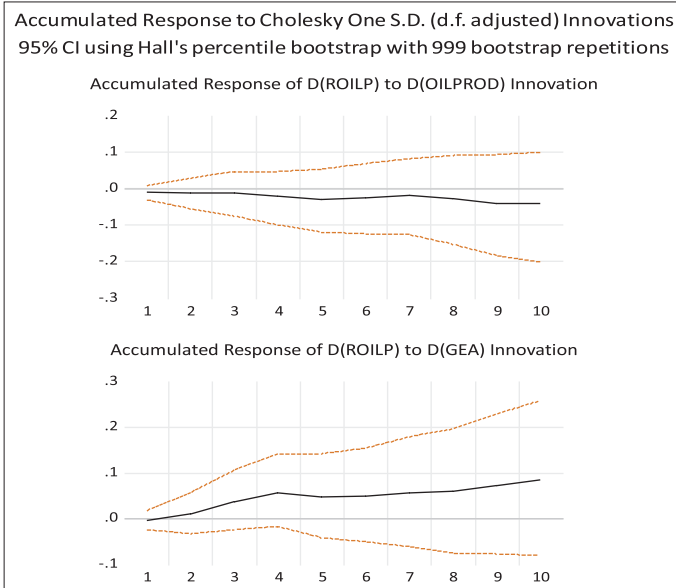 Accumulated Response to Cholesky One S.D. (d.f. adjusted) Innovations
95% CI using Hall's percentile bootstrap with 999 bootstrap repetitions
Accumulated Response of D(ROILP) to D(OILPROD) Innovation
.2
.1
.0
-.1
-.2
-.3
1 2 3 4 5 6 7 8 9 10
Accumulated Response of D(ROILP) to D(GEA) Innovation
.3
.2
.1
.0
-.1
1 2 3 4 5 6 7 8 9 10